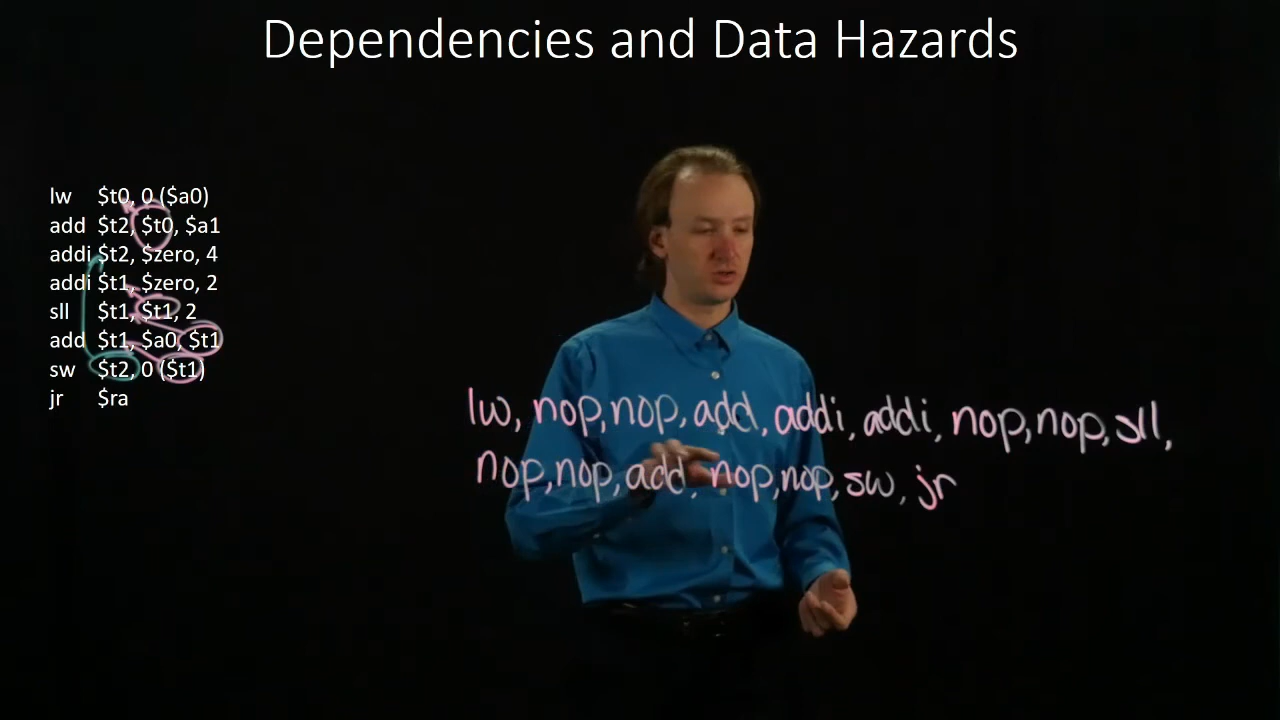 Dependencies and Data Hazards
lw $t0, 0 ($a0)
add $t2, $t0, $a1
addi $t2, $zero, 4
addi $t1, $zero, 2
sll $t1, $t1, 2
add $t1, $a0, $t1
sw $t2, 0 ($t1)
jr $ra
lw, nop, nop, add, addi, addi, nop, nop, sll,
nop, nop, add, nop, nop, sw, jr